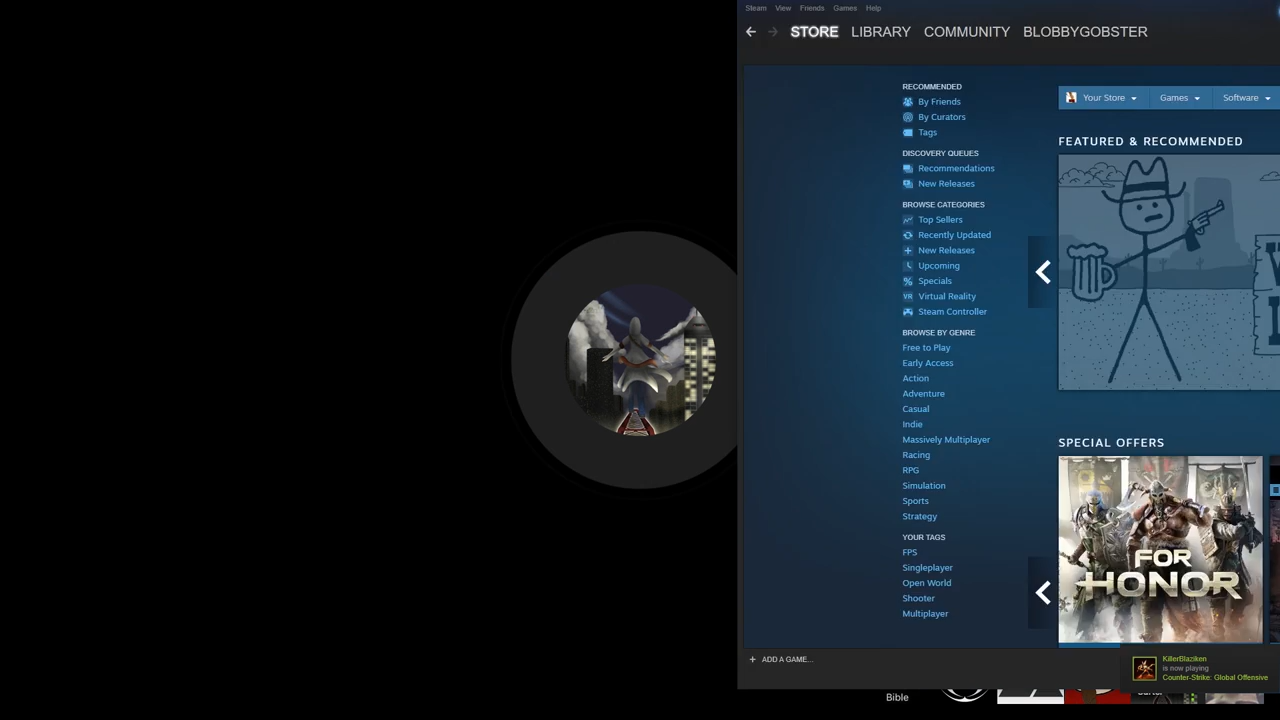 Steam View Friends Games Help
STORE LIBRARY COMMUNITY BLOBBYGOBSTER
RECOMMENDED
By Friends
By Curators
Tags
DISCOVERY QUEUES
Recommendations
New Releases
BROWSE CATEGORIES
Top Sellers
Recently Updated
New Releases
Upcoming
Specials
VR Virtual Reality
Steam Controller
BROWSE BY GENRE
Free to Play
Early Access
Action
Adventure
Casual
Indie
Massively Multiplayer
Racing
RPG
Simulation
Sports
Strategy
YOUR TAGS
FPS
Singleplayer
Open World
Shooter
Multiplayer
Your Store Games Software
FEATURED & RECOMMENDED
SPECIAL OFFERS
FOR
HONOR
+ ADD A GAME...
KillerBlaziken
is now playing
Counter-Strike: Global Offensive
Bible